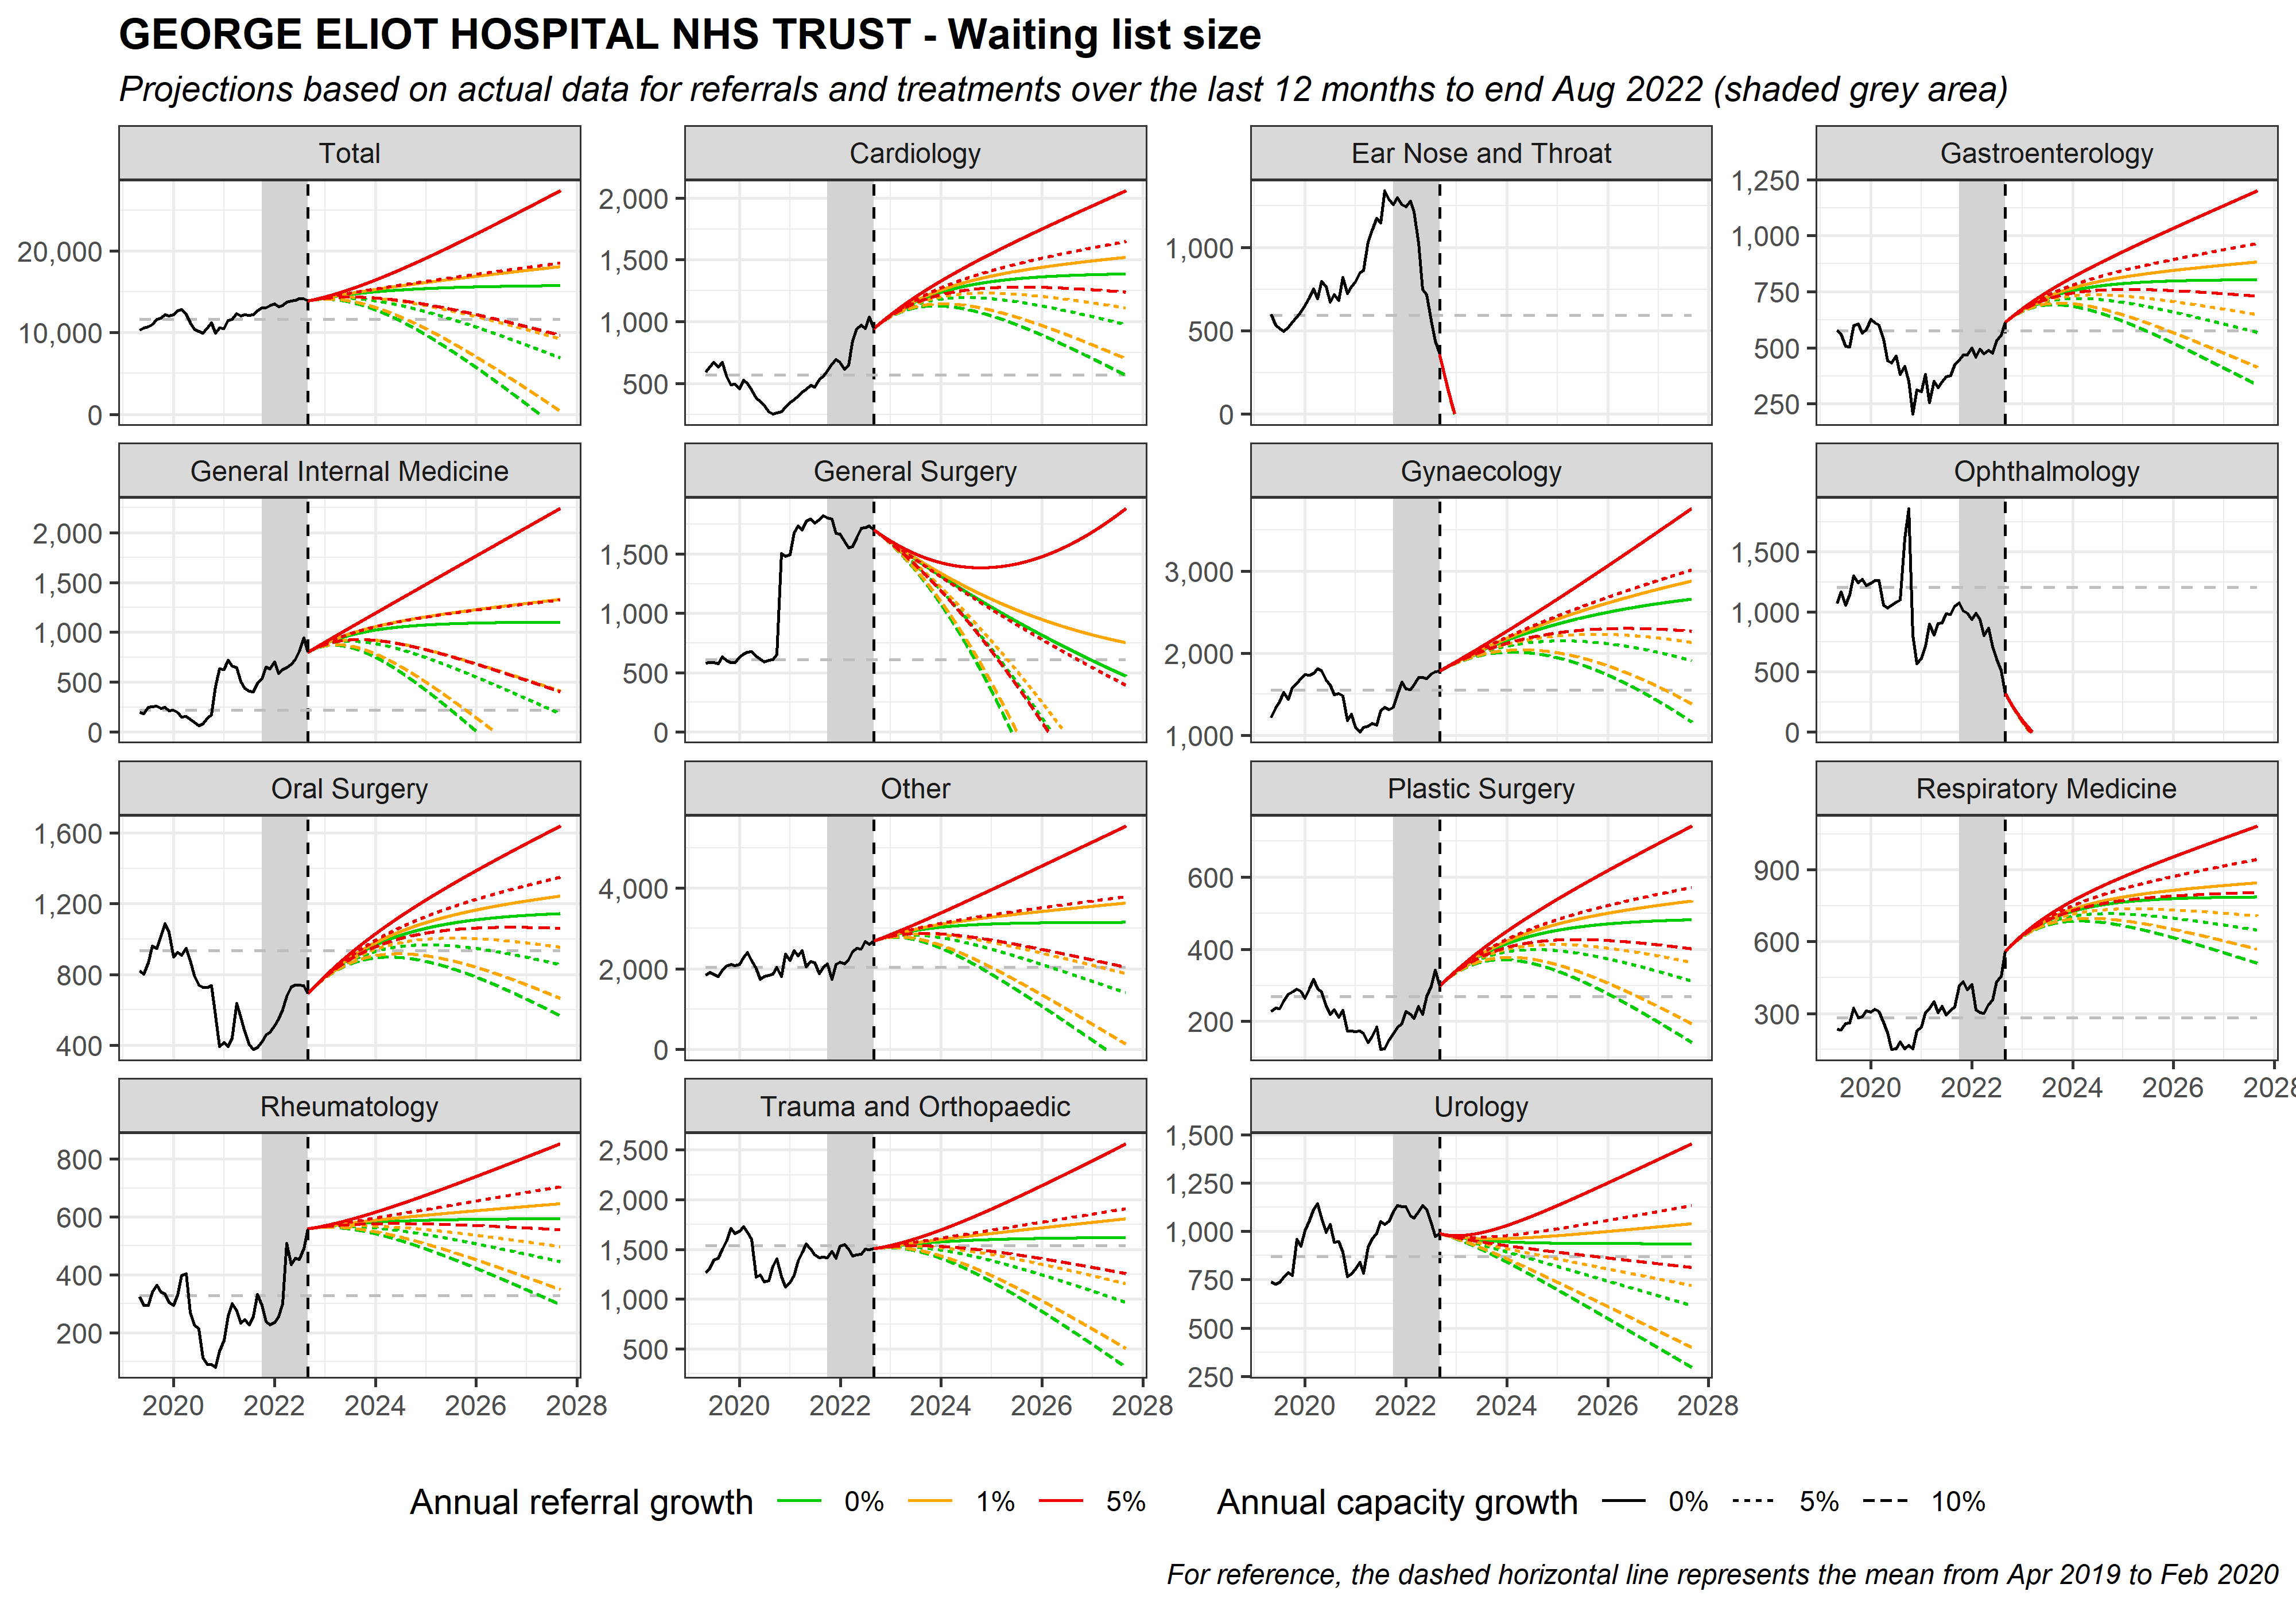 GEORGE ELIOT HOSPITAL NHS TRUST - Waiting list size
Projections based on actual data for referrals and treatments over the last 12 months to end Aug 2022 (shaded grey area)
Total
20,000
10,000
0
Cardiology
2,000
1,500
1,000
500
Ear Nose and Throat
1,000
500
0
Gastroenterology
1,250
1,000
750
500
250
General Internal Medicine
2,000
1,500
1,000
500
0
General Surgery
1,500
1,000
500
0
Gynaecology
3,000
2,000
1,000
Ophthalmology
1,500
1,000
500
0
Oral Surgery
1,600
1,200
800
400
Other
4,000
2,000
0
Plastic Surgery
600
400
200
Respiratory Medicine
900
600
300
2020 2022 2024 2026 2028
Rheumatology
800
600
400
200
2020 2022 2024 2026 2028
Trauma and Orthopaedic
2,500
2,000
1,500
1,000
500
2020 2022 2024 2026 2028
Urology
1,500
1,250
1,000
750
500
250
2020 2022 2024 2026 2028
Annual referral growth 0% 1% 5% Annual capacity growth 0% 5% 10%
For reference, the dashed horizontal line represents the mean from Apr 2019 to Feb 2020